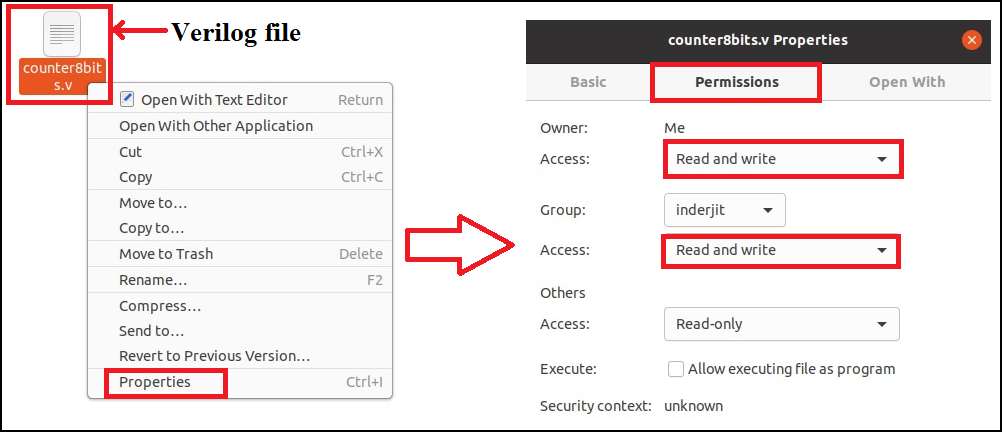 Verilog file
counter8bit
s.v
Open With Text Editor Return
Open With Other Application
Cut Ctrl+X
Copy Ctrl+C
Move to…
Copy to…
Move to Trash Delete
Rename… F2
Compress…
Send to…
Revert to Previous Version…
Properties Ctrl+I
counter8bits.v Properties
Basic Permissions Open With
Owner: Me
Access: Read and write
Group: inderjit
Access: Read and write
Others
Access: Read-only
Execute: Allow executing file as program
Security context: unknown